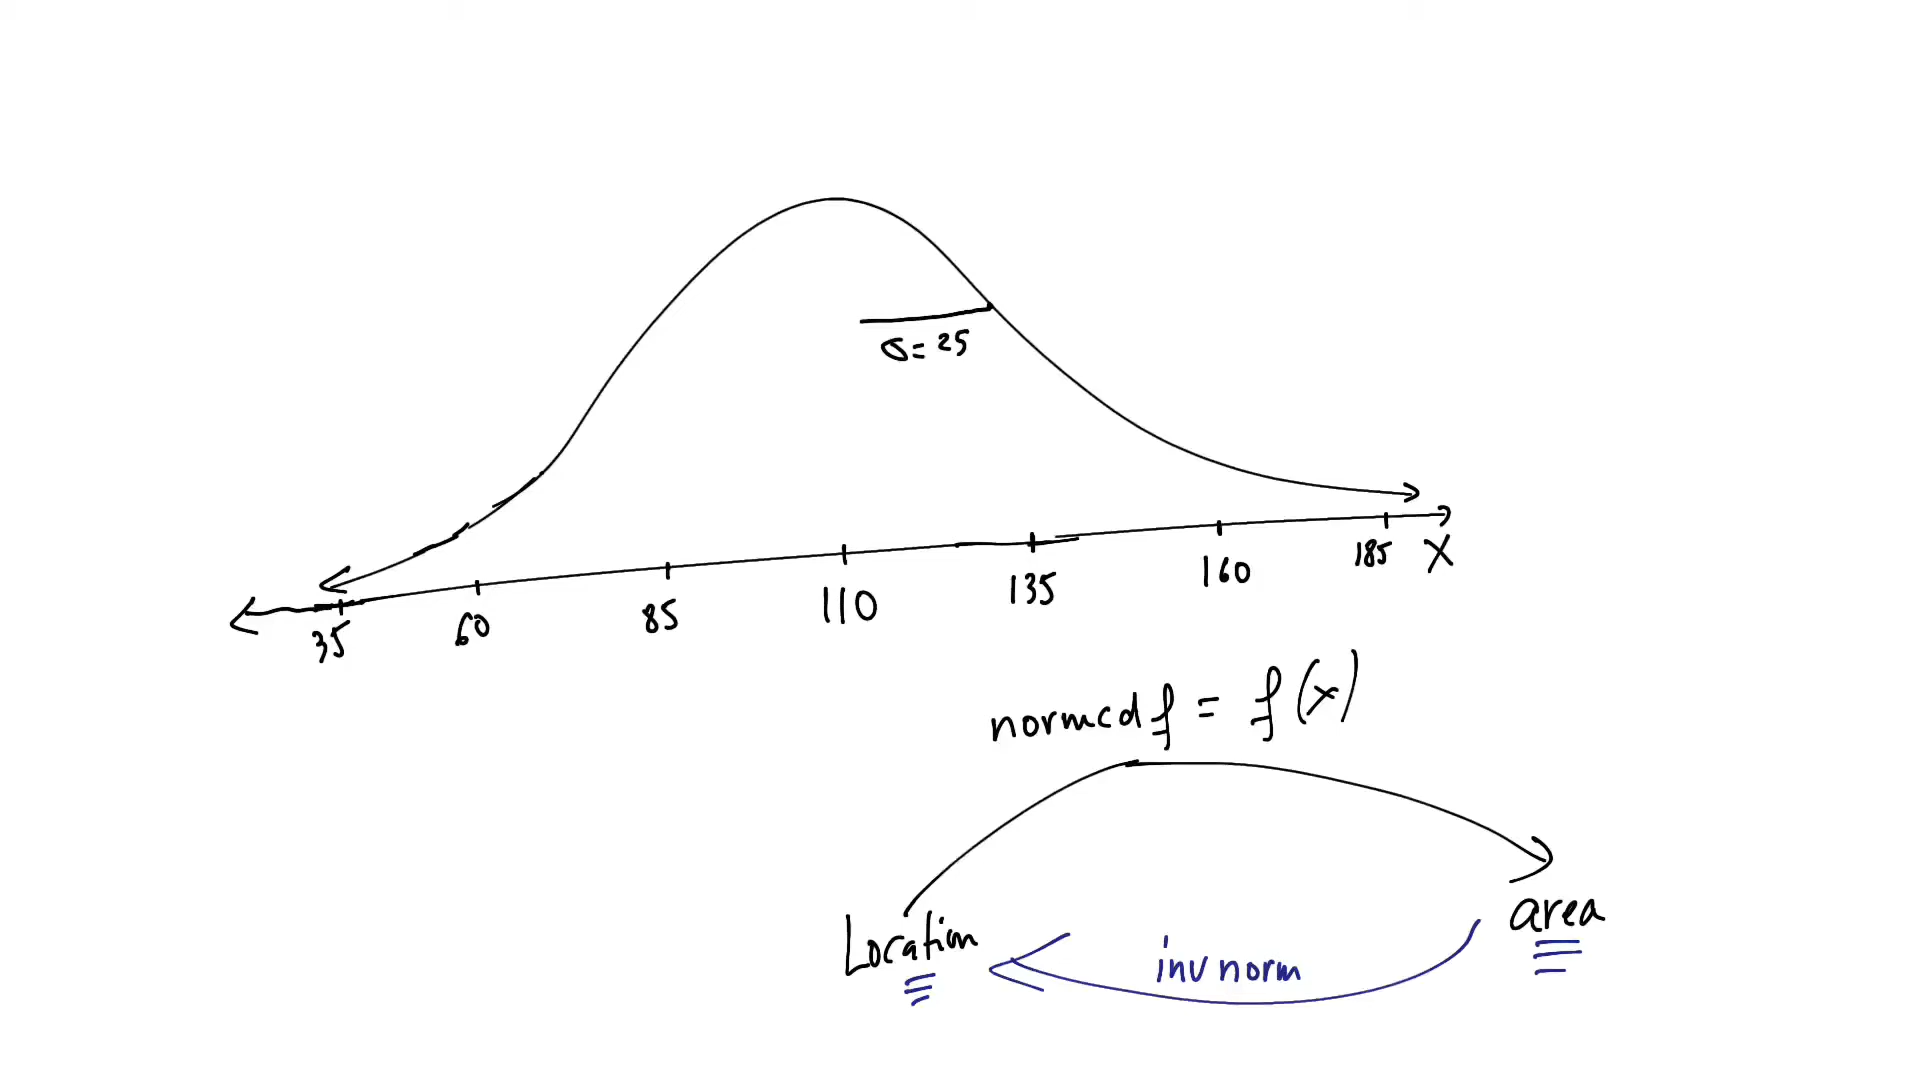 σ= 25
35 60 85 110 135 160 185 X
normcdf = f(x)
Location area
invnorm